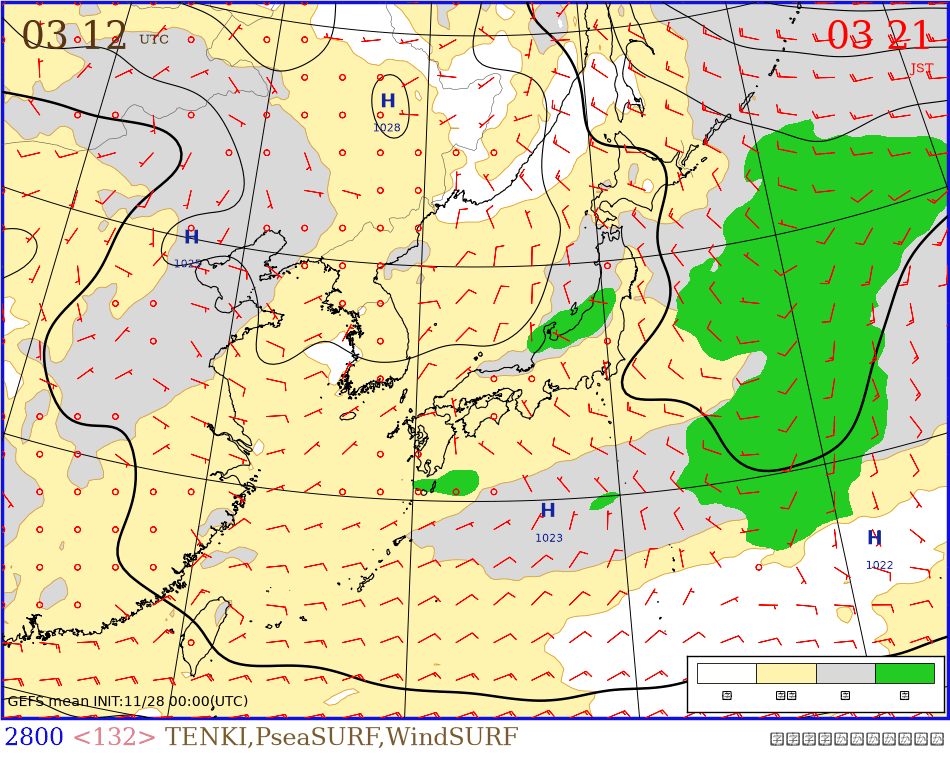 03 12 UTC
03 21
JST
H
1028
H
1025
H
1023
H
1022
GEFS mean INIT:11/28 00:00(UTC)
2800 <132> TENKI,PseaSURF,WindSURF